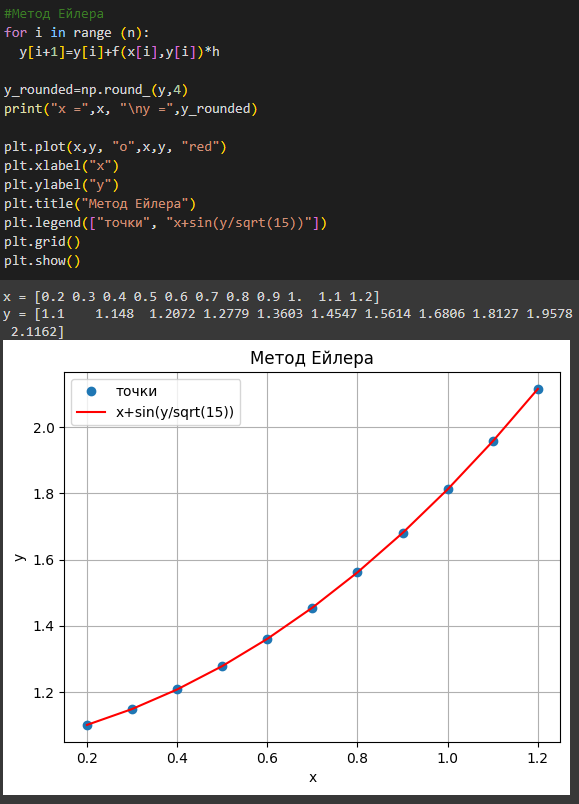 #Метод Ейлера
for i in range (n):
  y[i+1]=y[i]+f(x[i],y[i])*h
y_rounded=np.round_(y,4)
print("x =",x, "\ny =",y_rounded)
plt.plot(x,y, "o",x,y, "red")
plt.xlabel("x")
plt.ylabel("y")
plt.title("Метод Ейлера")
plt.legend(["точки", "x+sin(y/sqrt(15))"])
plt.grid()
plt.show()
x = [0.2 0.3 0.4 0.5 0.6 0.7 0.8 0.9 1.  1.1 1.2]
y = [1.1    1.148  1.2072 1.2779 1.3603 1.4547 1.5614 1.6806 1.8127 1.9578
 2.1162]
Метод Ейлера
точки
x+sin(y/sqrt(15))
2.0
1.8
1.6
1.4
1.2
y
0.2 0.4 0.6 0.8 1.0 1.2
x